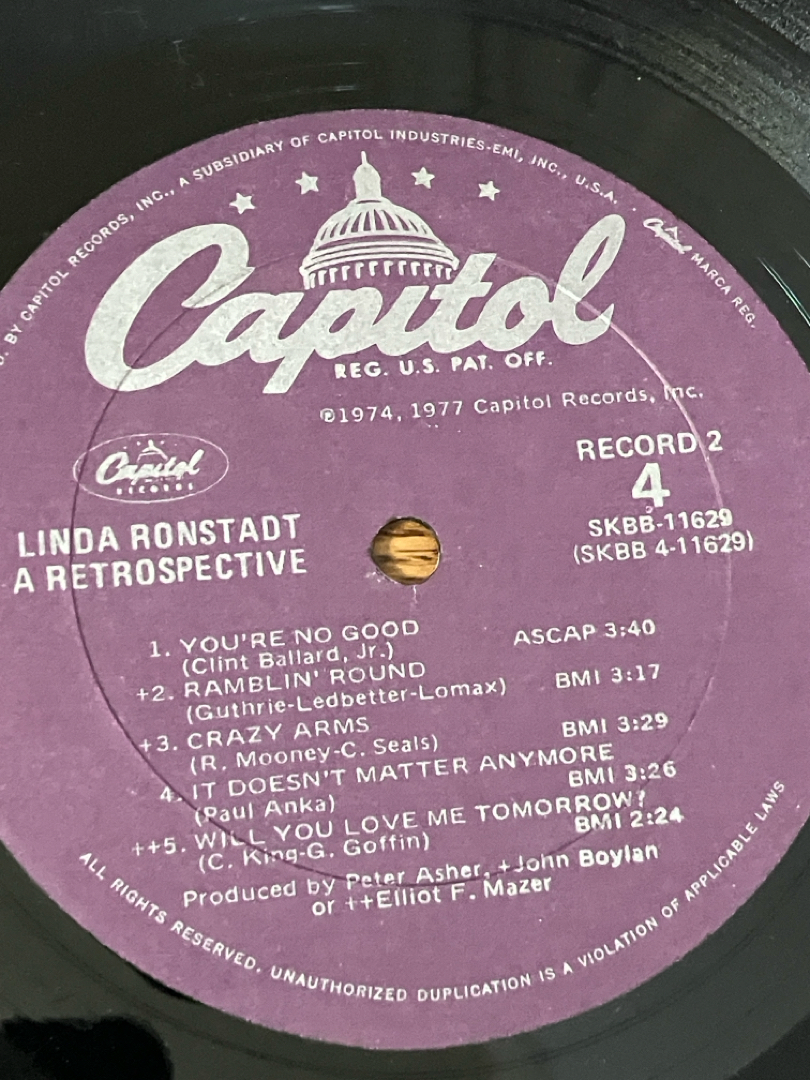 . BY CAPITOL RECORDS, INC., A SUBSIDIARY OF CAPITOL INDUSTRIES-EMI, INC., U.S.A. · Capitol MARCA REG.
Capitol
REG. U.S. PAT. OFF.
℗1974, 1977 Capitol Records, Inc.
Capitol
RECORDS
RECORD 2
4
SKBB-11629
(SKBB 4-11629)
LINDA RONSTADT
A RETROSPECTIVE
1. YOU'RE NO GOOD ASCAP 3:40
(Clint Ballard, Jr.)
+2. RAMBLIN' ROUND BMI 3:17
(Guthrie-Ledbetter-Lomax)
+3. CRAZY ARMS BMI 3:29
(R. Mooney-C. Seals)
4. IT DOESN'T MATTER ANYMORE
(Paul Anka) BMI 3:26
++5. WILL YOU LOVE ME TOMORROW?
(C. King-G. Goffin) BMI 2:24
Produced by Peter Asher, +John Boylan
or ++Elliot F. Mazer
ALL RIGHTS RESERVED. UNAUTHORIZED DUPLICATION IS A VIOLATION OF APPLICABLE LAWS